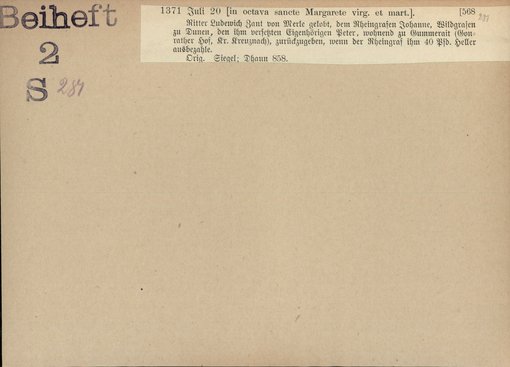 Beiheft
2
S 284
1371 Juli 20 [in octava sancte Margarete virg. et mart.]. [568
Ritter Ludewich Zant von Merle gelobt, dem Rheingrafen Johanne, Wildgrafen
zu Dunen, den ihm versetzten Eigenhörigen Peter, wohnend zu Gummerait (Gon-
rather Hof, Kr. Kreuznach), zurückzugeben, wenn der Rheingraf ihm 40 Pfd. Heller
ausbezahle.
Orig. Siegel; Dhaun 858.